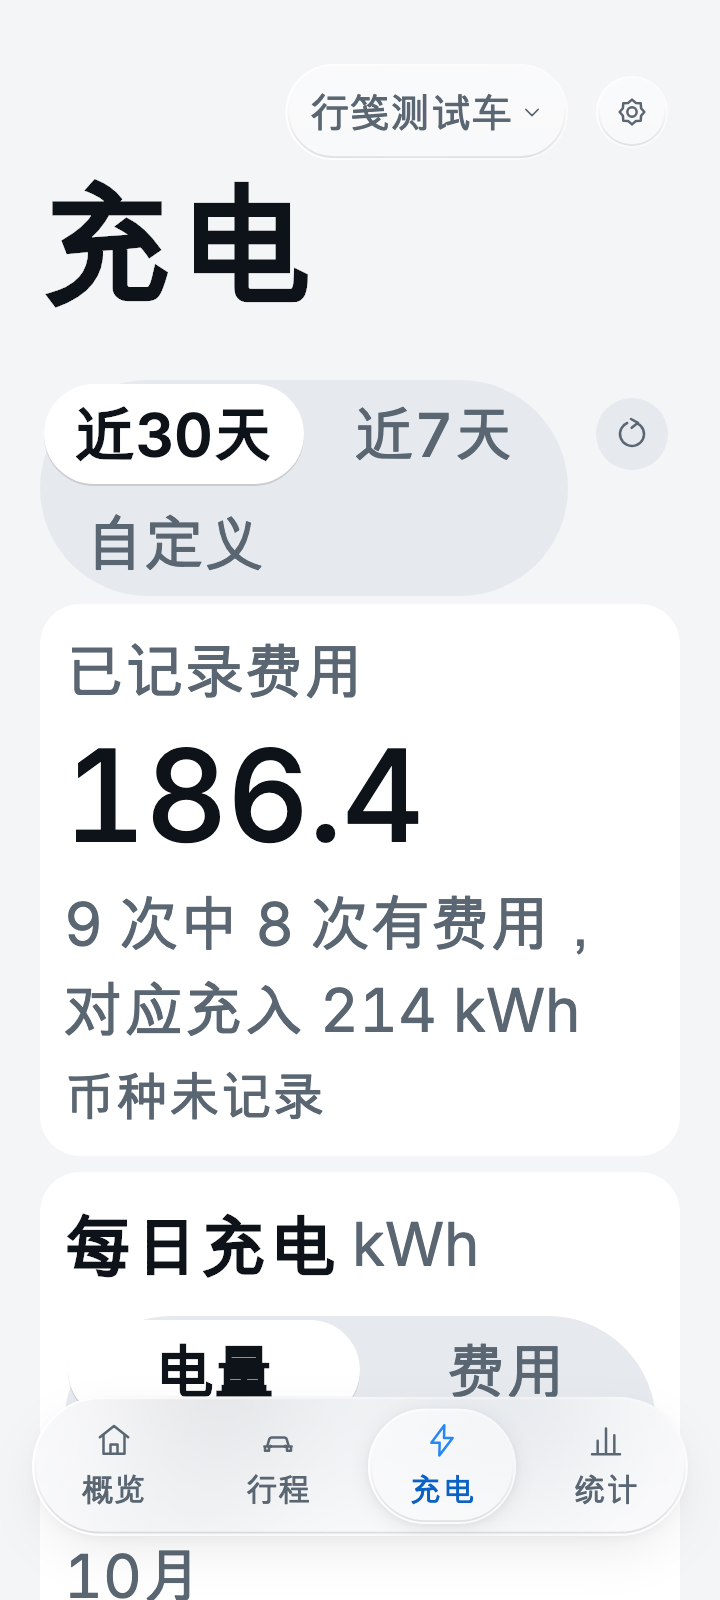 行笺测试车
充电
近30天 近7天
自定义
已记录费用
186.4
9 次中 8 次有费用，
对应充入 214 kWh
币种未记录
每日充电 kWh
电量 费用
概览 行程 充电 统计
10月